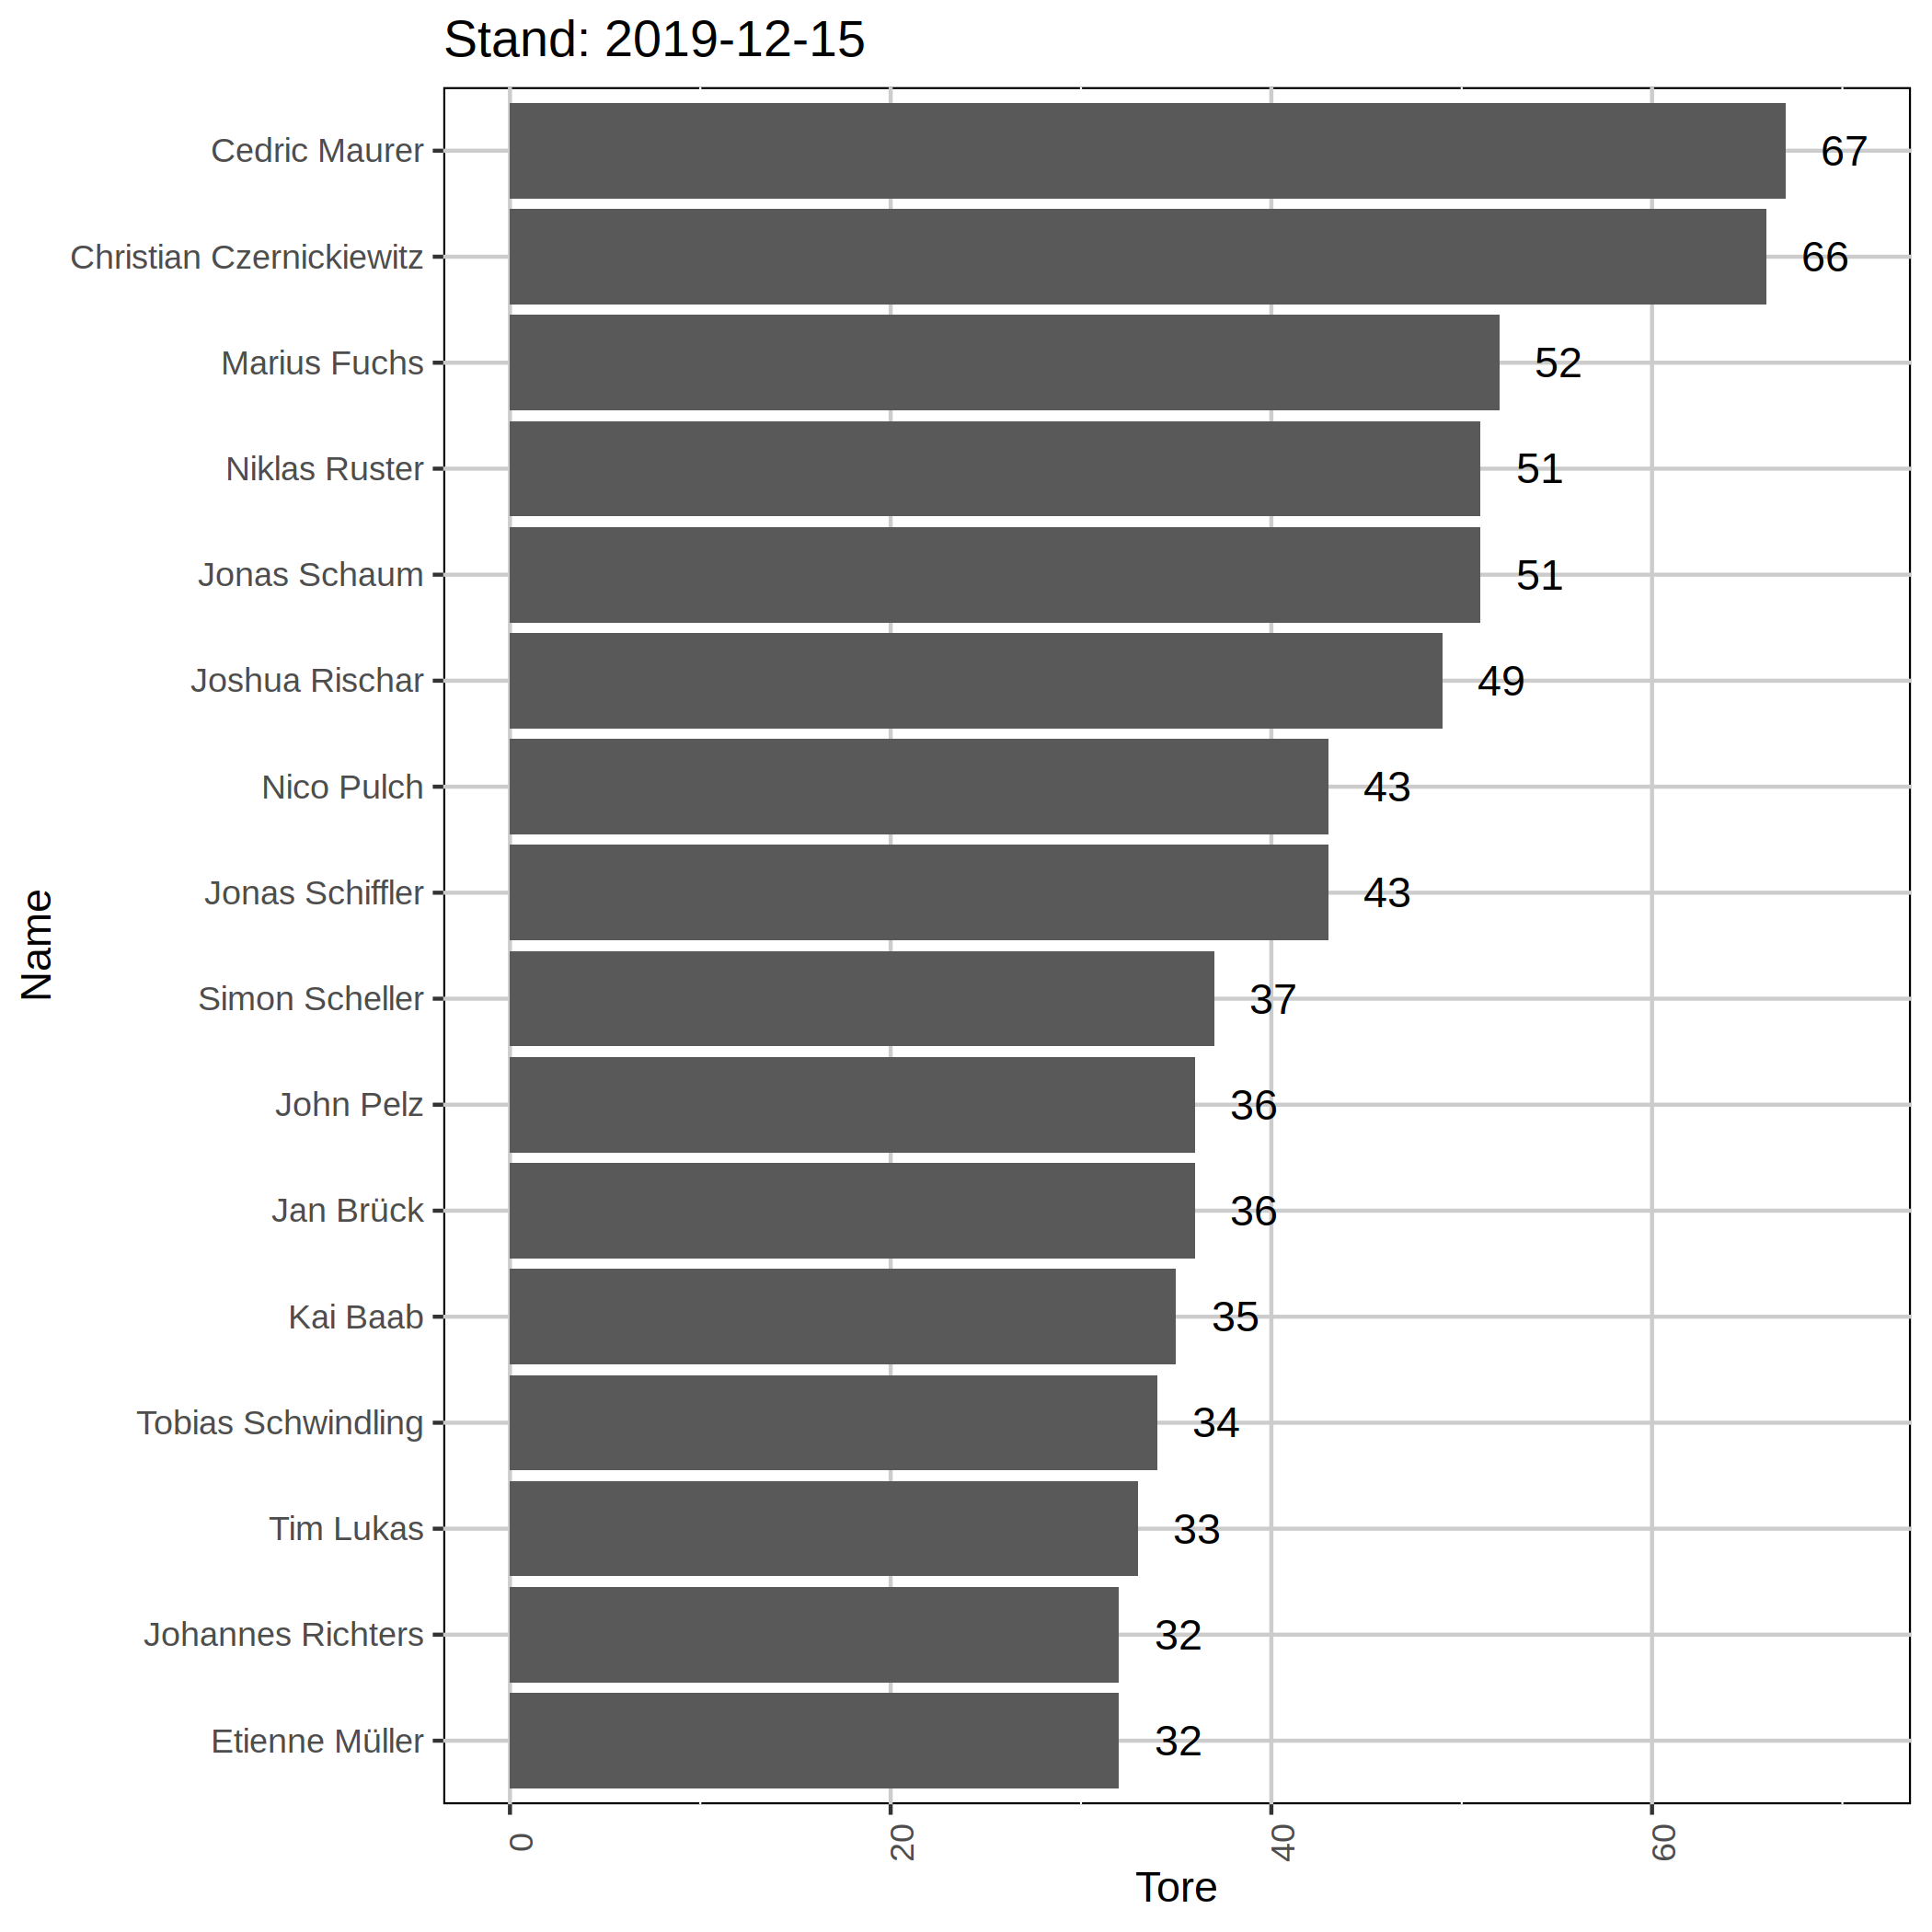 Stand: 2019-12-15
Cedric Maurer 67
Christian Czernickiewitz 66
Marius Fuchs 52
Niklas Ruster 51
Jonas Schaum 51
Joshua Rischar 49
Nico Pulch 43
Jonas Schiffler 43
Simon Scheller 37
John Pelz 36
Jan Brück 36
Kai Baab 35
Tobias Schwindling 34
Tim Lukas 33
Johannes Richters 32
Etienne Müller 32
Name
0 20 40 60
Tore